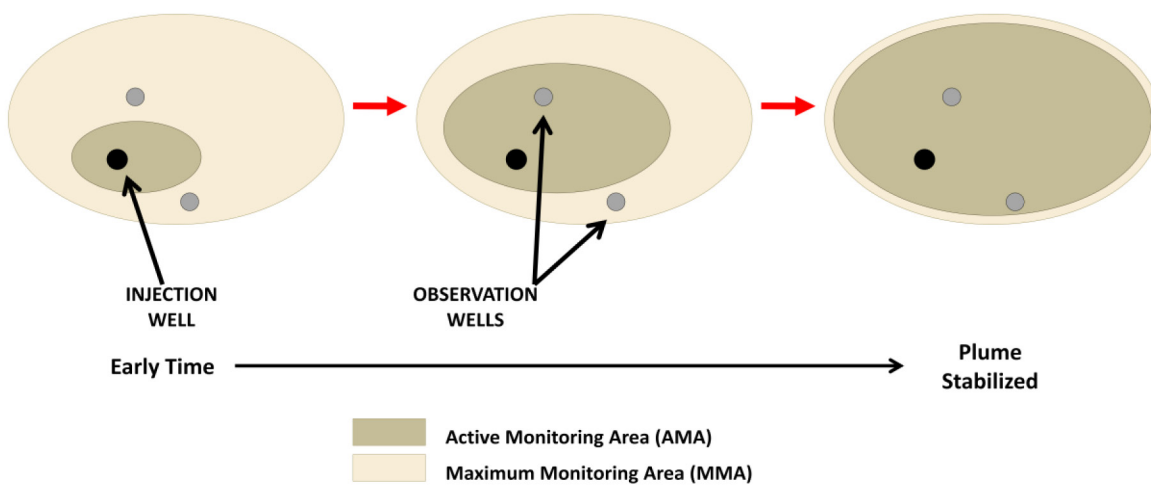 INJECTION
WELL
OBSERVATION
WELLS
Early Time
Plume
Stabilized
Active Monitoring Area (AMA)
Maximum Monitoring Area (MMA)